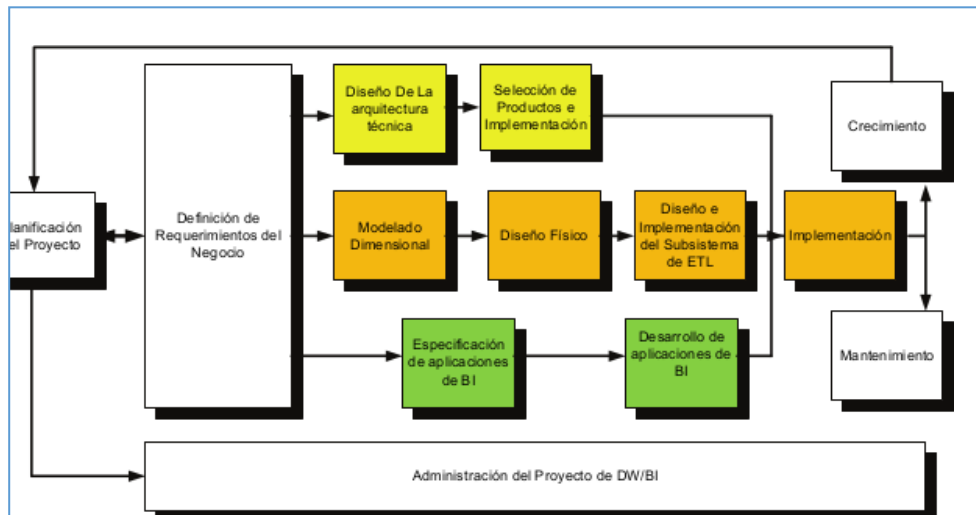 Diseño De La
arquitectura
técnica
Selección de
Productos e
Implementación
Crecimiento
lanificación
el Proyecto
Definición de
Requerimientos del
Negocio
Modelado
Dimensional
Diseño Físico
Diseño e
Implementación
del Subsistema
de ETL
Implementación
Especificación
de aplicaciones
de BI
Desarrollo de
aplicaciones de
BI
Mantenimiento
Administración del Proyecto de DW/BI